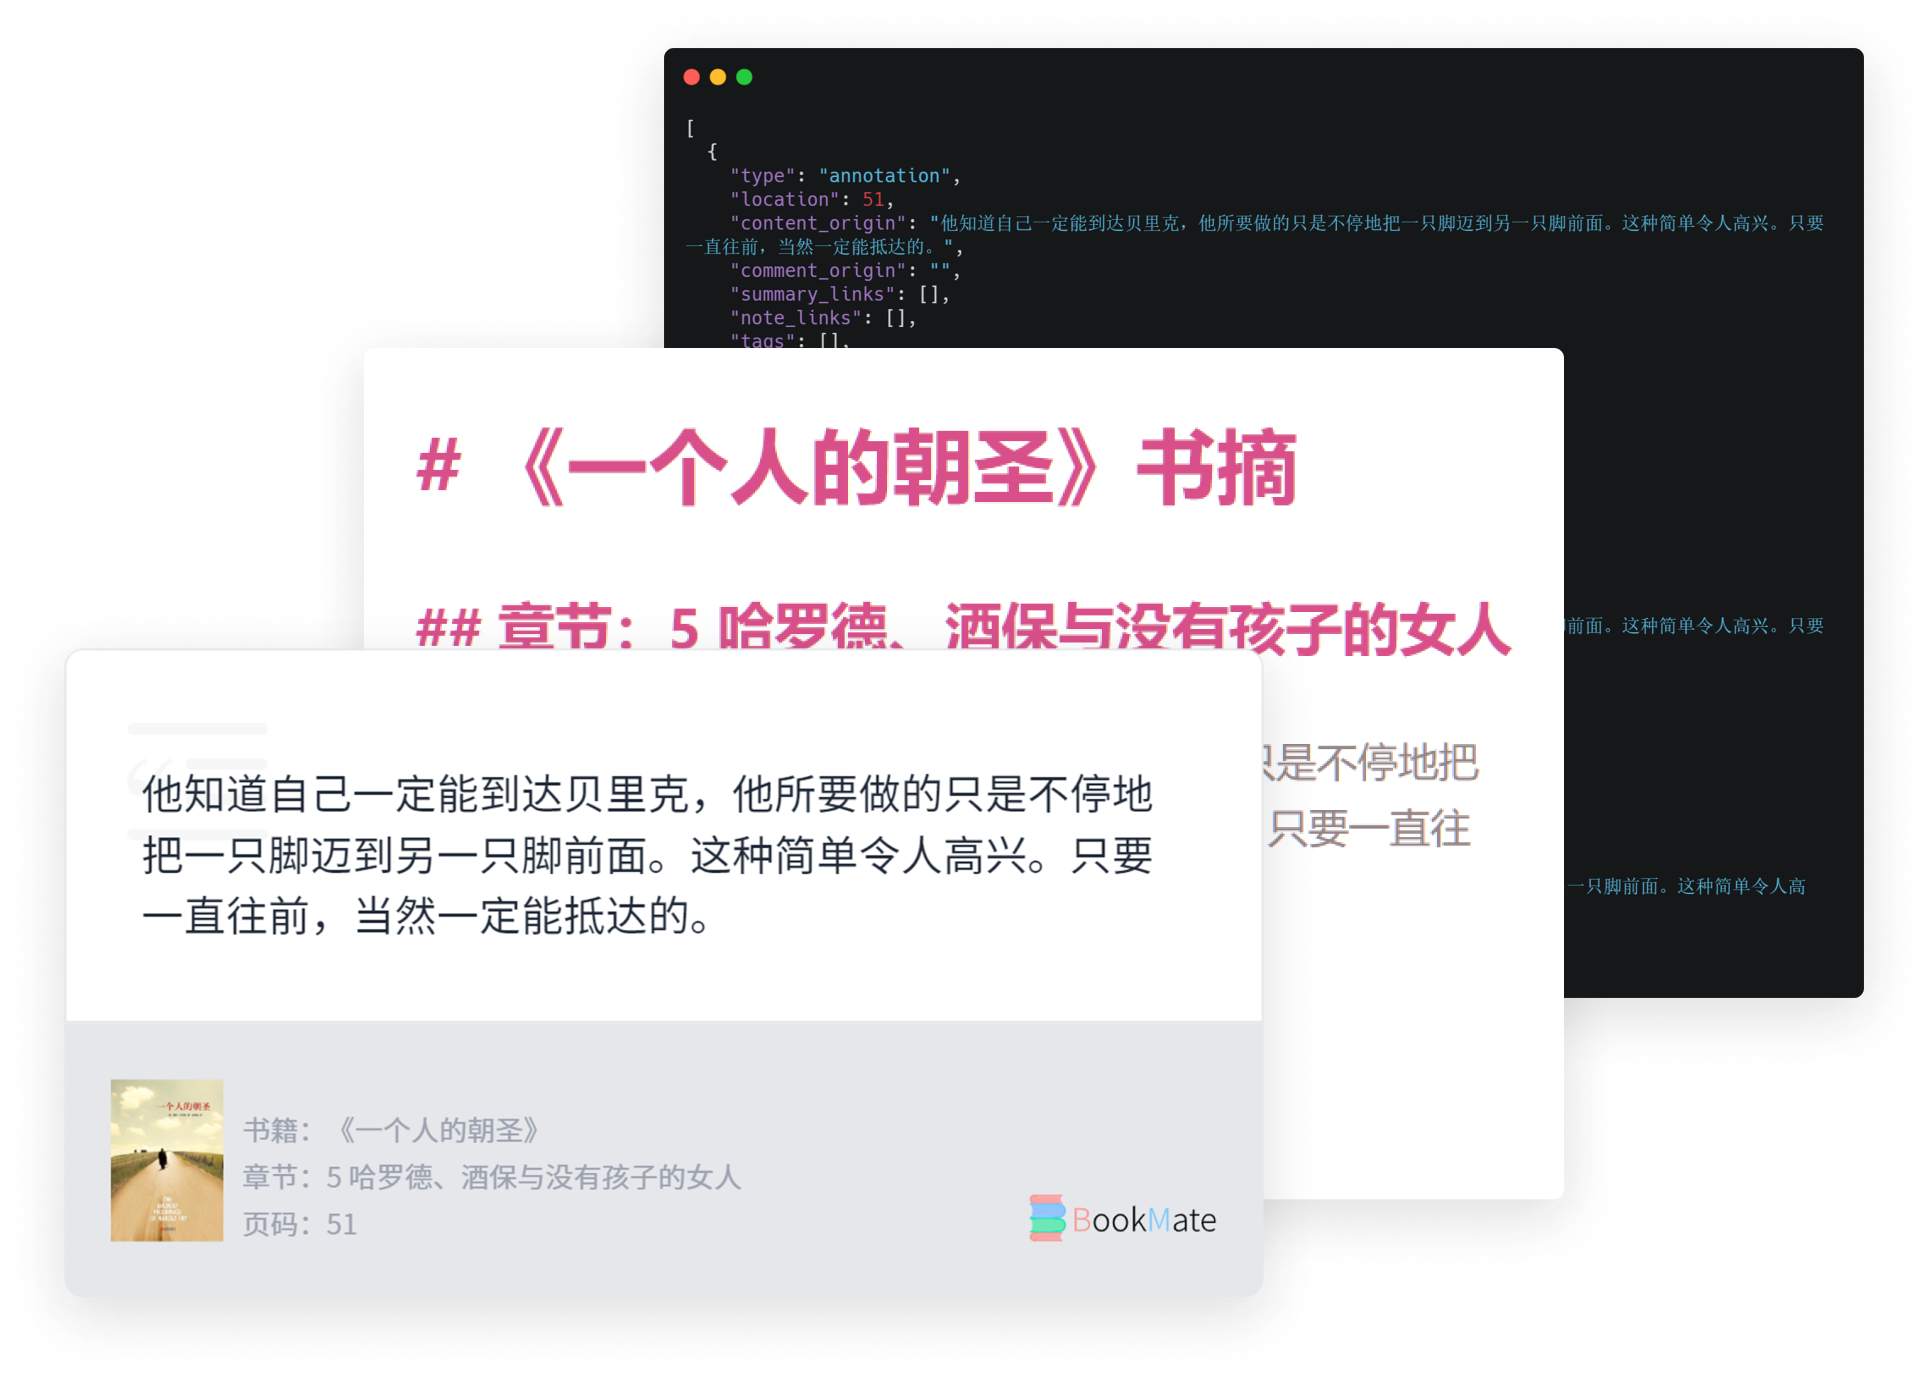 [
{
"type": "annotation",
"location": 51,
"content_origin": "他知道自己一定能到达贝里克，他所要做的只是不停地把一只脚迈到另一只脚前面。这种简单令人高兴。只要
一直往前，当然一定能抵达的。",
"comment_origin": "",
"summary_links": [],
"note_links": [],
"tags": [],
前面。这种简单令人高兴。只要
一只脚前面。这种简单令人高
# 《一个人的朝圣》书摘
## 章节：5 哈罗德、酒保与没有孩子的女人
只是不停地把
只要一直往
他知道自己一定能到达贝里克，他所要做的只是不停地
把一只脚迈到另一只脚前面。这种简单令人高兴。只要
一直往前，当然一定能抵达的。
一个人的朝圣
书籍：《一个人的朝圣》
章节：5 哈罗德、酒保与没有孩子的女人
页码：51
BookMate